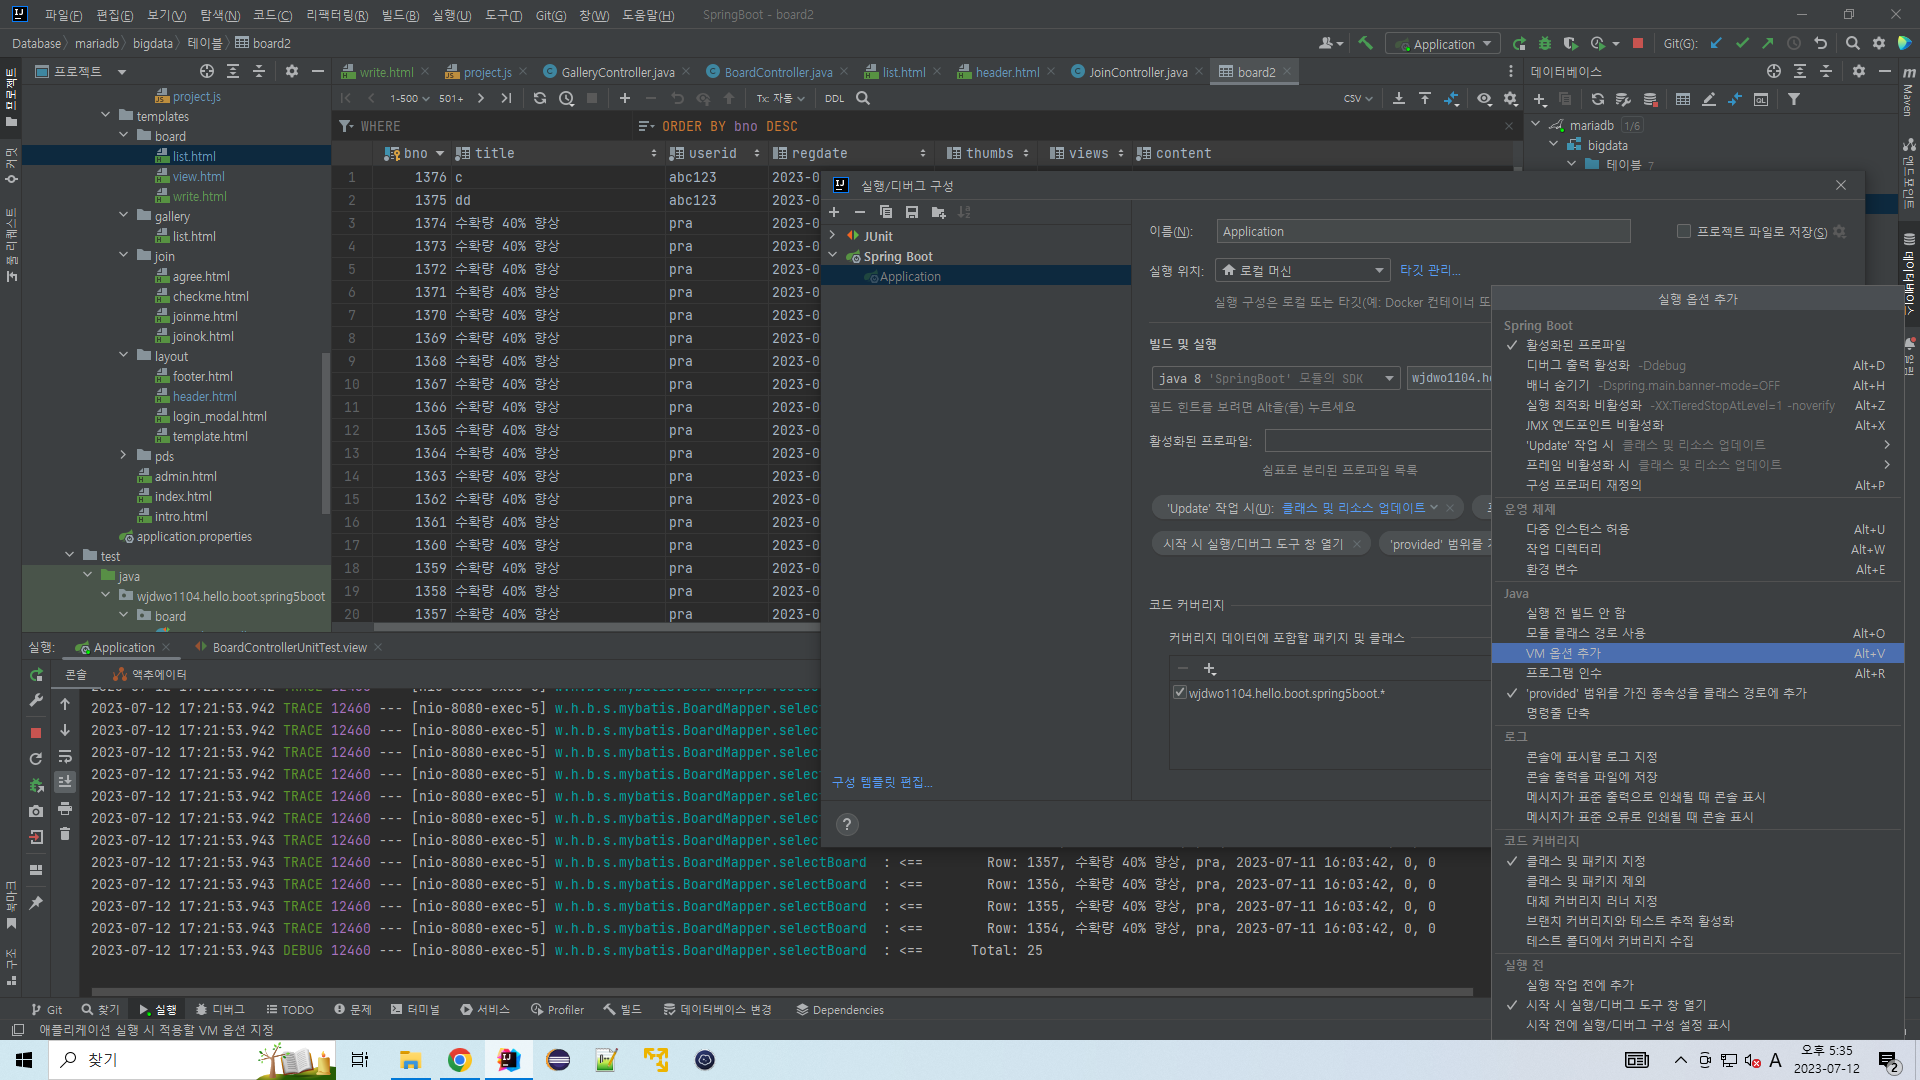 파일(F) 편집(E) 보기(V) 탐색(N) 코드(C) 리팩터링(R) 빌드(B) 실행(U) 도구(T) Git(G) 창(W) 도움말(H) SpringBoot - board2
Database mariadb bigdata 테이블 board2
Application
Git(G):
프로젝트
write.html project.js GalleryController.java BoardController.java list.html header.html JoinController.java board2
데이터베이스
1-500 501+ Tx: 자동 DDL CSV
WHERE ORDER BY bno DESC
bno title userid regdate thumbs views content
1 1376 c abc123 2023-0
2 1375 dd abc123 2023-0
3 1374 수확량 40% 향상 pra 2023-0
4 1373 수확량 40% 향상 pra 2023-0
5 1372 수확량 40% 향상 pra 2023-0
6 1371 수확량 40% 향상 pra 2023-0
7 1370 수확량 40% 향상 pra 2023-0
8 1369 수확량 40% 향상 pra 2023-0
9 1368 수확량 40% 향상 pra 2023-0
10 1367 수확량 40% 향상 pra 2023-0
11 1366 수확량 40% 향상 pra 2023-0
12 1365 수확량 40% 향상 pra 2023-0
13 1364 수확량 40% 향상 pra 2023-0
14 1363 수확량 40% 향상 pra 2023-0
15 1362 수확량 40% 향상 pra 2023-0
16 1361 수확량 40% 향상 pra 2023-0
17 1360 수확량 40% 향상 pra 2023-0
18 1359 수확량 40% 향상 pra 2023-0
19 1358 수확량 40% 향상 pra 2023-0
20 1357 수확량 40% 향상 pra 2023-0
mariadb 1/6
bigdata
테이블 7
Maven
엔드포인트
데이터베이스
프로젝트
커밋
풀 리퀘스트
북마크
구조
project.js
templates
board
list.html
view.html
write.html
gallery
list.html
join
agree.html
checkme.html
joinme.html
joinok.html
layout
footer.html
header.html
login_modal.html
template.html
pds
admin.html
index.html
intro.html
application.properties
test
java
wjdwo1104.hello.boot.spring5boot
board
실행/디버그 구성
JUnit
Spring Boot
Application
구성 템플릿 편집...
이름(N): Application
프로젝트 파일로 저장(S)
실행 위치: 로컬 머신 타깃 관리...
실행 구성은 로컬 또는 타깃(예: Docker 컨테이너 또
빌드 및 실행
java 8 'SpringBoot' 모듈의 SDK wjdwo1104.he
필드 힌트를 보려면 Alt을(를) 누르세요
활성화된 프로파일:
쉼표로 분리된 프로파일 목록
'Update' 작업 시(U): 클래스 및 리소스 업데이트
시작 시 실행/디버그 도구 창 열기 'provided' 범위를
코드 커버리지
커버리지 데이터에 포함할 패키지 및 클래스
wjdwo1104.hello.boot.spring5boot.*
?
실행 옵션 추가
Spring Boot
활성화된 프로파일
디버그 출력 활성화 -Ddebug Alt+D
배너 숨기기 -Dspring.main.banner-mode=OFF Alt+H
실행 최적화 비활성화 -XX:TieredStopAtLevel=1 -noverify Alt+Z
JMX 엔드포인트 비활성화 Alt+X
'Update' 작업 시 클래스 및 리소스 업데이트
프레임 비활성화 시 클래스 및 리소스 업데이트
구성 프로퍼티 재정의 Alt+P
운영 체제
다중 인스턴스 허용 Alt+U
작업 디렉터리 Alt+W
환경 변수 Alt+E
Java
실행 전 빌드 안 함
모듈 클래스 경로 사용 Alt+O
VM 옵션 추가 Alt+V
프로그램 인수 Alt+R
'provided' 범위를 가진 종속성을 클래스 경로에 추가
명령줄 단축
로그
콘솔에 표시할 로그 지정
콘솔 출력을 파일에 저장
메시지가 표준 출력으로 인쇄될 때 콘솔 표시
메시지가 표준 오류로 인쇄될 때 콘솔 표시
코드 커버리지
클래스 및 패키지 지정
클래스 및 패키지 제외
대체 커버리지 러너 지정
브랜치 커버리지와 테스트 추적 활성화
테스트 폴더에서 커버리지 수집
실행 전
실행 작업 전에 추가
시작 시 실행/디버그 도구 창 열기
시작 전에 실행/디버그 구성 설정 표시
실행: Application BoardControllerUnitTest.view
콘솔 액추에이터
2023-07-12 17:21:53.942 TRACE 12460 --- [nio-8080-exec-5] w.h.b.s.mybatis.BoardMapper.select
2023-07-12 17:21:53.942 TRACE 12460 --- [nio-8080-exec-5] w.h.b.s.mybatis.BoardMapper.select
2023-07-12 17:21:53.942 TRACE 12460 --- [nio-8080-exec-5] w.h.b.s.mybatis.BoardMapper.select
2023-07-12 17:21:53.942 TRACE 12460 --- [nio-8080-exec-5] w.h.b.s.mybatis.BoardMapper.select
2023-07-12 17:21:53.942 TRACE 12460 --- [nio-8080-exec-5] w.h.b.s.mybatis.BoardMapper.select
2023-07-12 17:21:53.942 TRACE 12460 --- [nio-8080-exec-5] w.h.b.s.mybatis.BoardMapper.select
2023-07-12 17:21:53.943 TRACE 12460 --- [nio-8080-exec-5] w.h.b.s.mybatis.BoardMapper.select
2023-07-12 17:21:53.943 TRACE 12460 --- [nio-8080-exec-5] w.h.b.s.mybatis.BoardMapper.selectBoard : <== Row: 1357, 수확량 40% 향상, pra, 2023-07-11 16:03:42, 0, 0
2023-07-12 17:21:53.943 TRACE 12460 --- [nio-8080-exec-5] w.h.b.s.mybatis.BoardMapper.selectBoard : <== Row: 1356, 수확량 40% 향상, pra, 2023-07-11 16:03:42, 0, 0
2023-07-12 17:21:53.943 TRACE 12460 --- [nio-8080-exec-5] w.h.b.s.mybatis.BoardMapper.selectBoard : <== Row: 1355, 수확량 40% 향상, pra, 2023-07-11 16:03:42, 0, 0
2023-07-12 17:21:53.943 TRACE 12460 --- [nio-8080-exec-5] w.h.b.s.mybatis.BoardMapper.selectBoard : <== Row: 1354, 수확량 40% 향상, pra, 2023-07-11 16:03:42, 0, 0
2023-07-12 17:21:53.943 DEBUG 12460 --- [nio-8080-exec-5] w.h.b.s.mybatis.BoardMapper.selectBoard : <== Total: 25
Git 찾기 실행 디버그 TODO 문제 터미널 서비스 Profiler 빌드 데이터베이스 변경 Dependencies
애플리케이션 실행 시 적용할 VM 옵션 지정
찾기
A
오후 5:35
2023-07-12
2